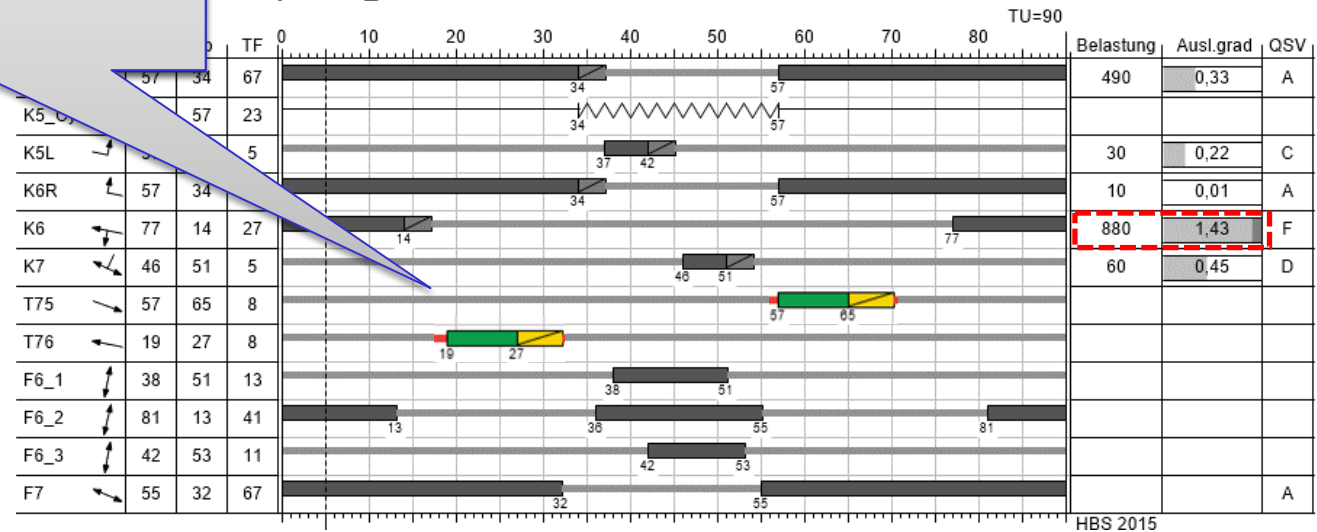 TU=90
TF 0 10 20 30 40 50 60 70 80 Belastung Ausl.grad QSV
57 34 67 34 57 490 0,33 A
57 23 34 57
K5L 5 37 42 30 0,22 C
K6R 57 34 34 57 10 0,01 A
K6 77 14 27 14 77 880 1,43 F
K7 46 51 5 46 51 60 0,45 D
T75 57 65 8 57 65
T76 19 27 8 19 27
F6_1 38 51 13 38 51
F6_2 81 13 41 13 36 55 81
F6_3 42 53 11 42 53
F7 55 32 67 32 55 A
HBS 2015